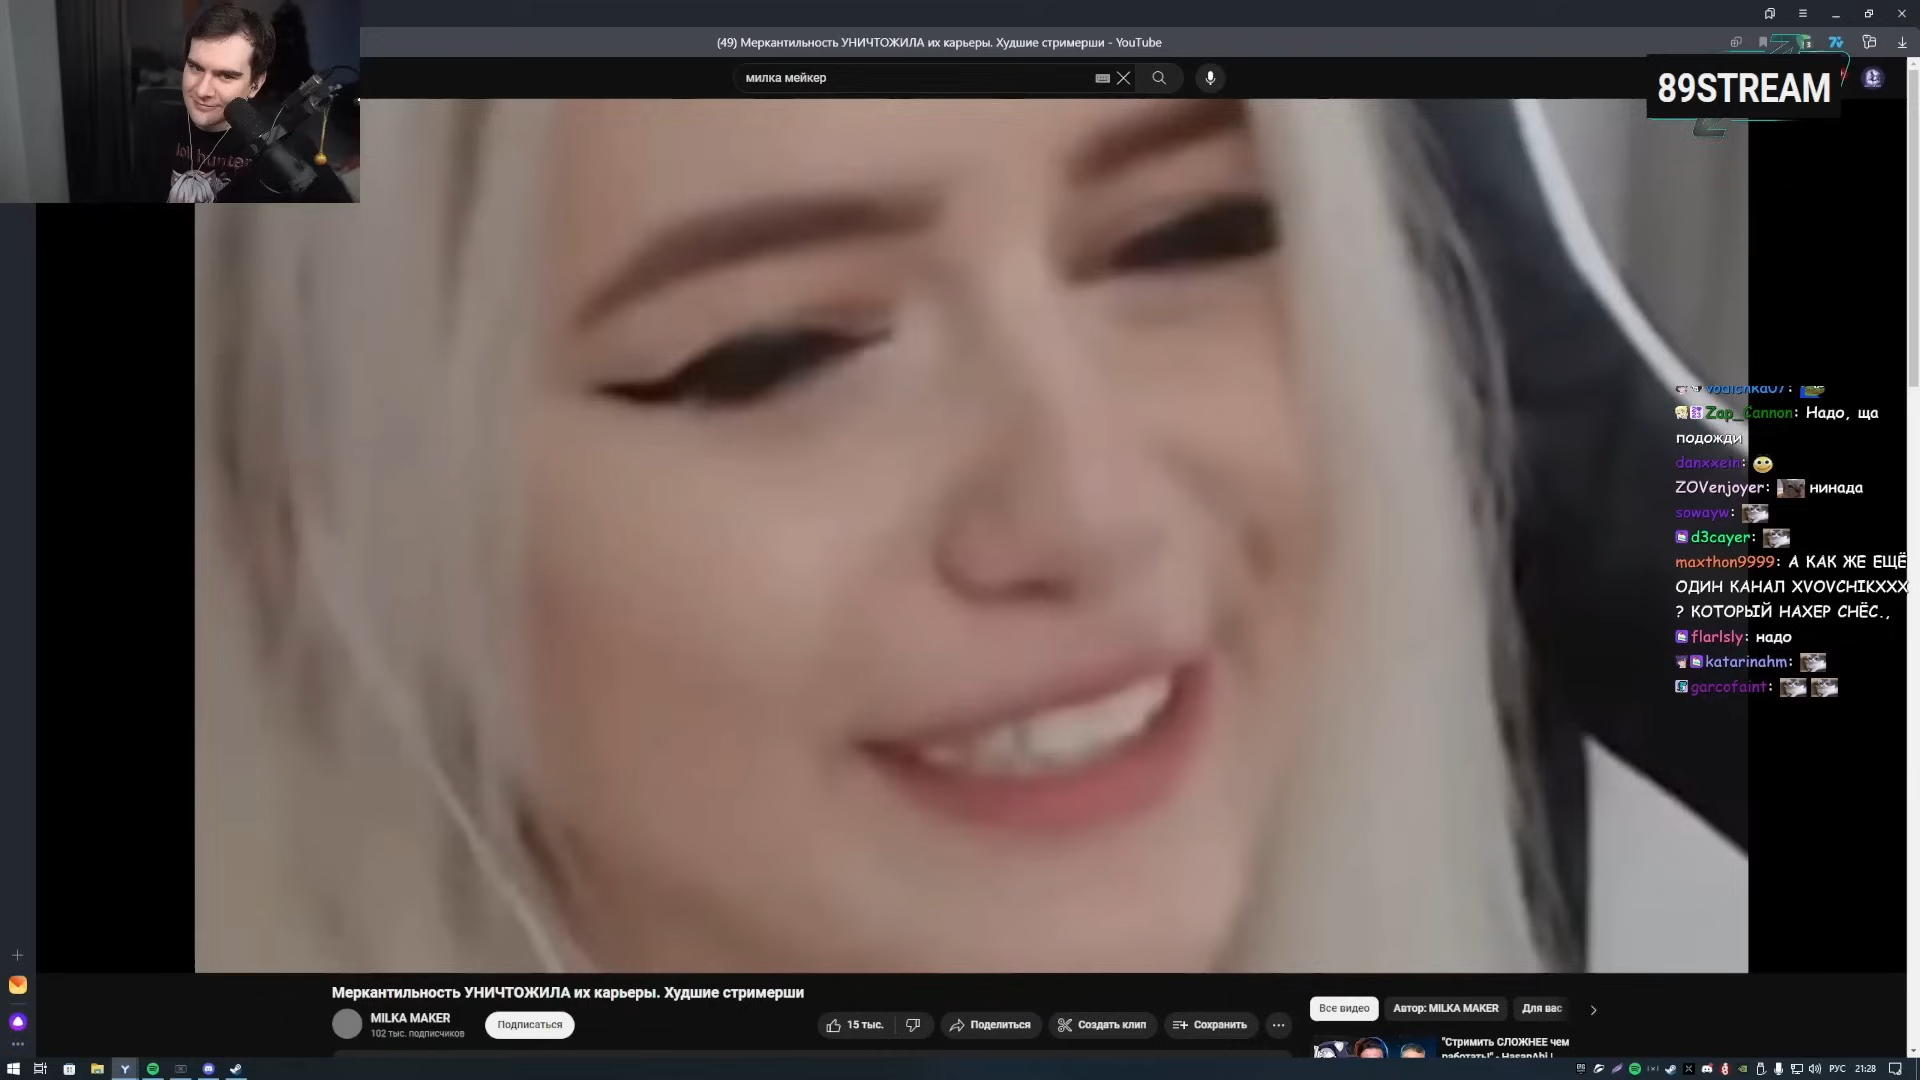 (49) Меркантильность УНИЧТОЖИЛА их карьеры. Худшие стримерши - YouTube
милка мейкер
89STREAM
vodichka07:
Zap_Cannon: Надо, ща
подожди
danxxein:
ZOVenjoyer: нинада
sowayw:
d3cayer:
maxthon9999: А КАК ЖЕ ЕЩЁ
ОДИН КАНАЛ XVOVCHIKXXX
? КОТОРЫЙ НАХЕР СНЁС.,
flarlsly: надо
katarinahm:
garcofaint:
Меркантильность УНИЧТОЖИЛА их карьеры. Худшие стримерши
MILKA MAKER
102 тыс. подписчиков
Подписаться
15 тыс.
Поделиться
Создать клип
Сохранить
Все видео
Автор: MILKA MAKER
Для вас
"Стримить СЛОЖНЕЕ чем
работать!" - HasanAbi |
РУС
21:28